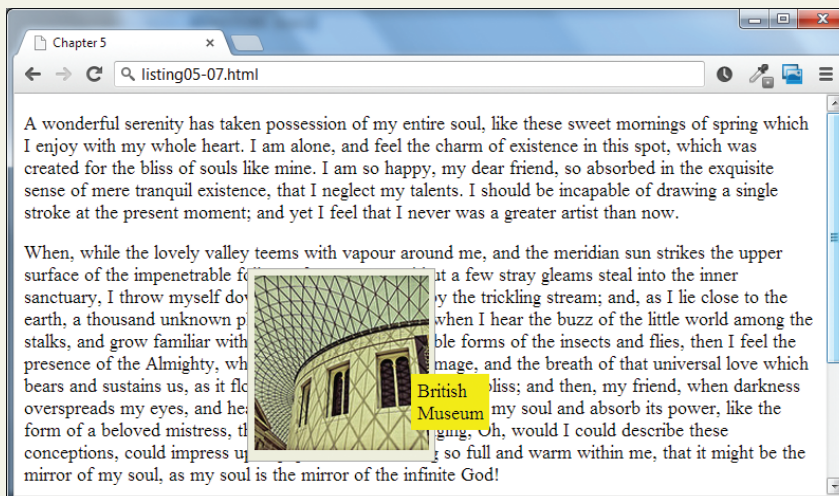 Chapter 5
listing05-07.html
A wonderful serenity has taken possession of my entire soul, like these sweet mornings of spring which
I enjoy with my whole heart. I am alone, and feel the charm of existence in this spot, which was
created for the bliss of souls like mine. I am so happy, my dear friend, so absorbed in the exquisite
sense of mere tranquil existence, that I neglect my talents. I should be incapable of drawing a single
stroke at the present moment; and yet I feel that I never was a greater artist than now.
When, while the lovely valley teems with vapour around me, and the meridian sun strikes the upper
surface of the impenetrable a few stray gleams steal into the inner
sanctuary, I throw myself by the trickling stream; and, as I lie close to the
earth, a thousand unknown when I hear the buzz of the little world among the
stalks, and grow familiar with forms of the insects and flies, then I feel the
presence of the Almighty, and the breath of that universal love which
bears and sustains us, as it bliss; and then, my friend, when darkness
overspreads my eyes, and my soul and absorb its power, like the
form of a beloved mistress, Oh, would I could describe these
conceptions, could impress so full and warm within me, that it might be the
mirror of my soul, as my soul is the mirror of the infinite God!
British
Museum